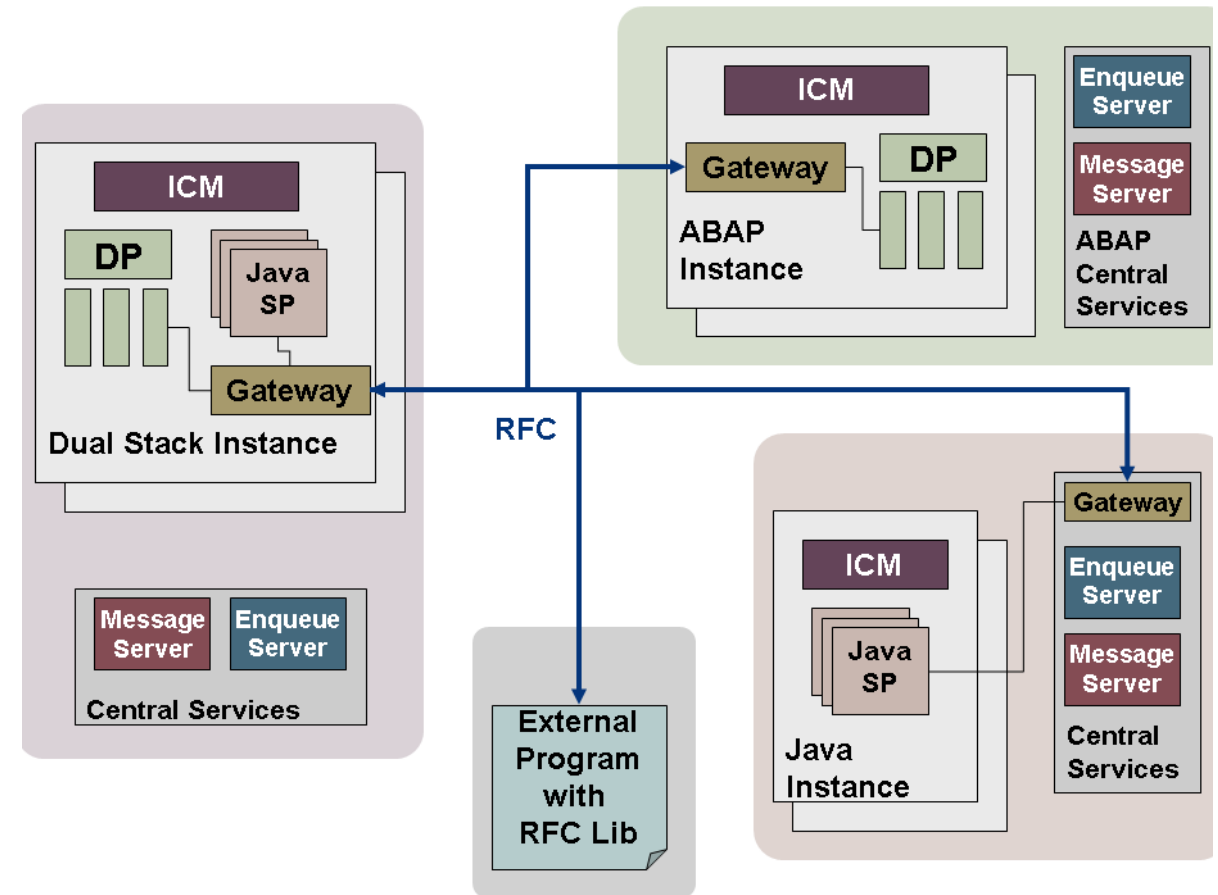 ICM
DP
Java
SP
Gateway
Dual Stack Instance
Message
Server
Enqueue
Server
Central Services
RFC
ICM
Gateway
DP
ABAP
Instance
Enqueue
Server
Message
Server
ABAP
Central
Services
External
Program
with
RFC Lib
ICM
Java
SP
Java
Instance
Gateway
Enqueue
Server
Message
Server
Central
Services